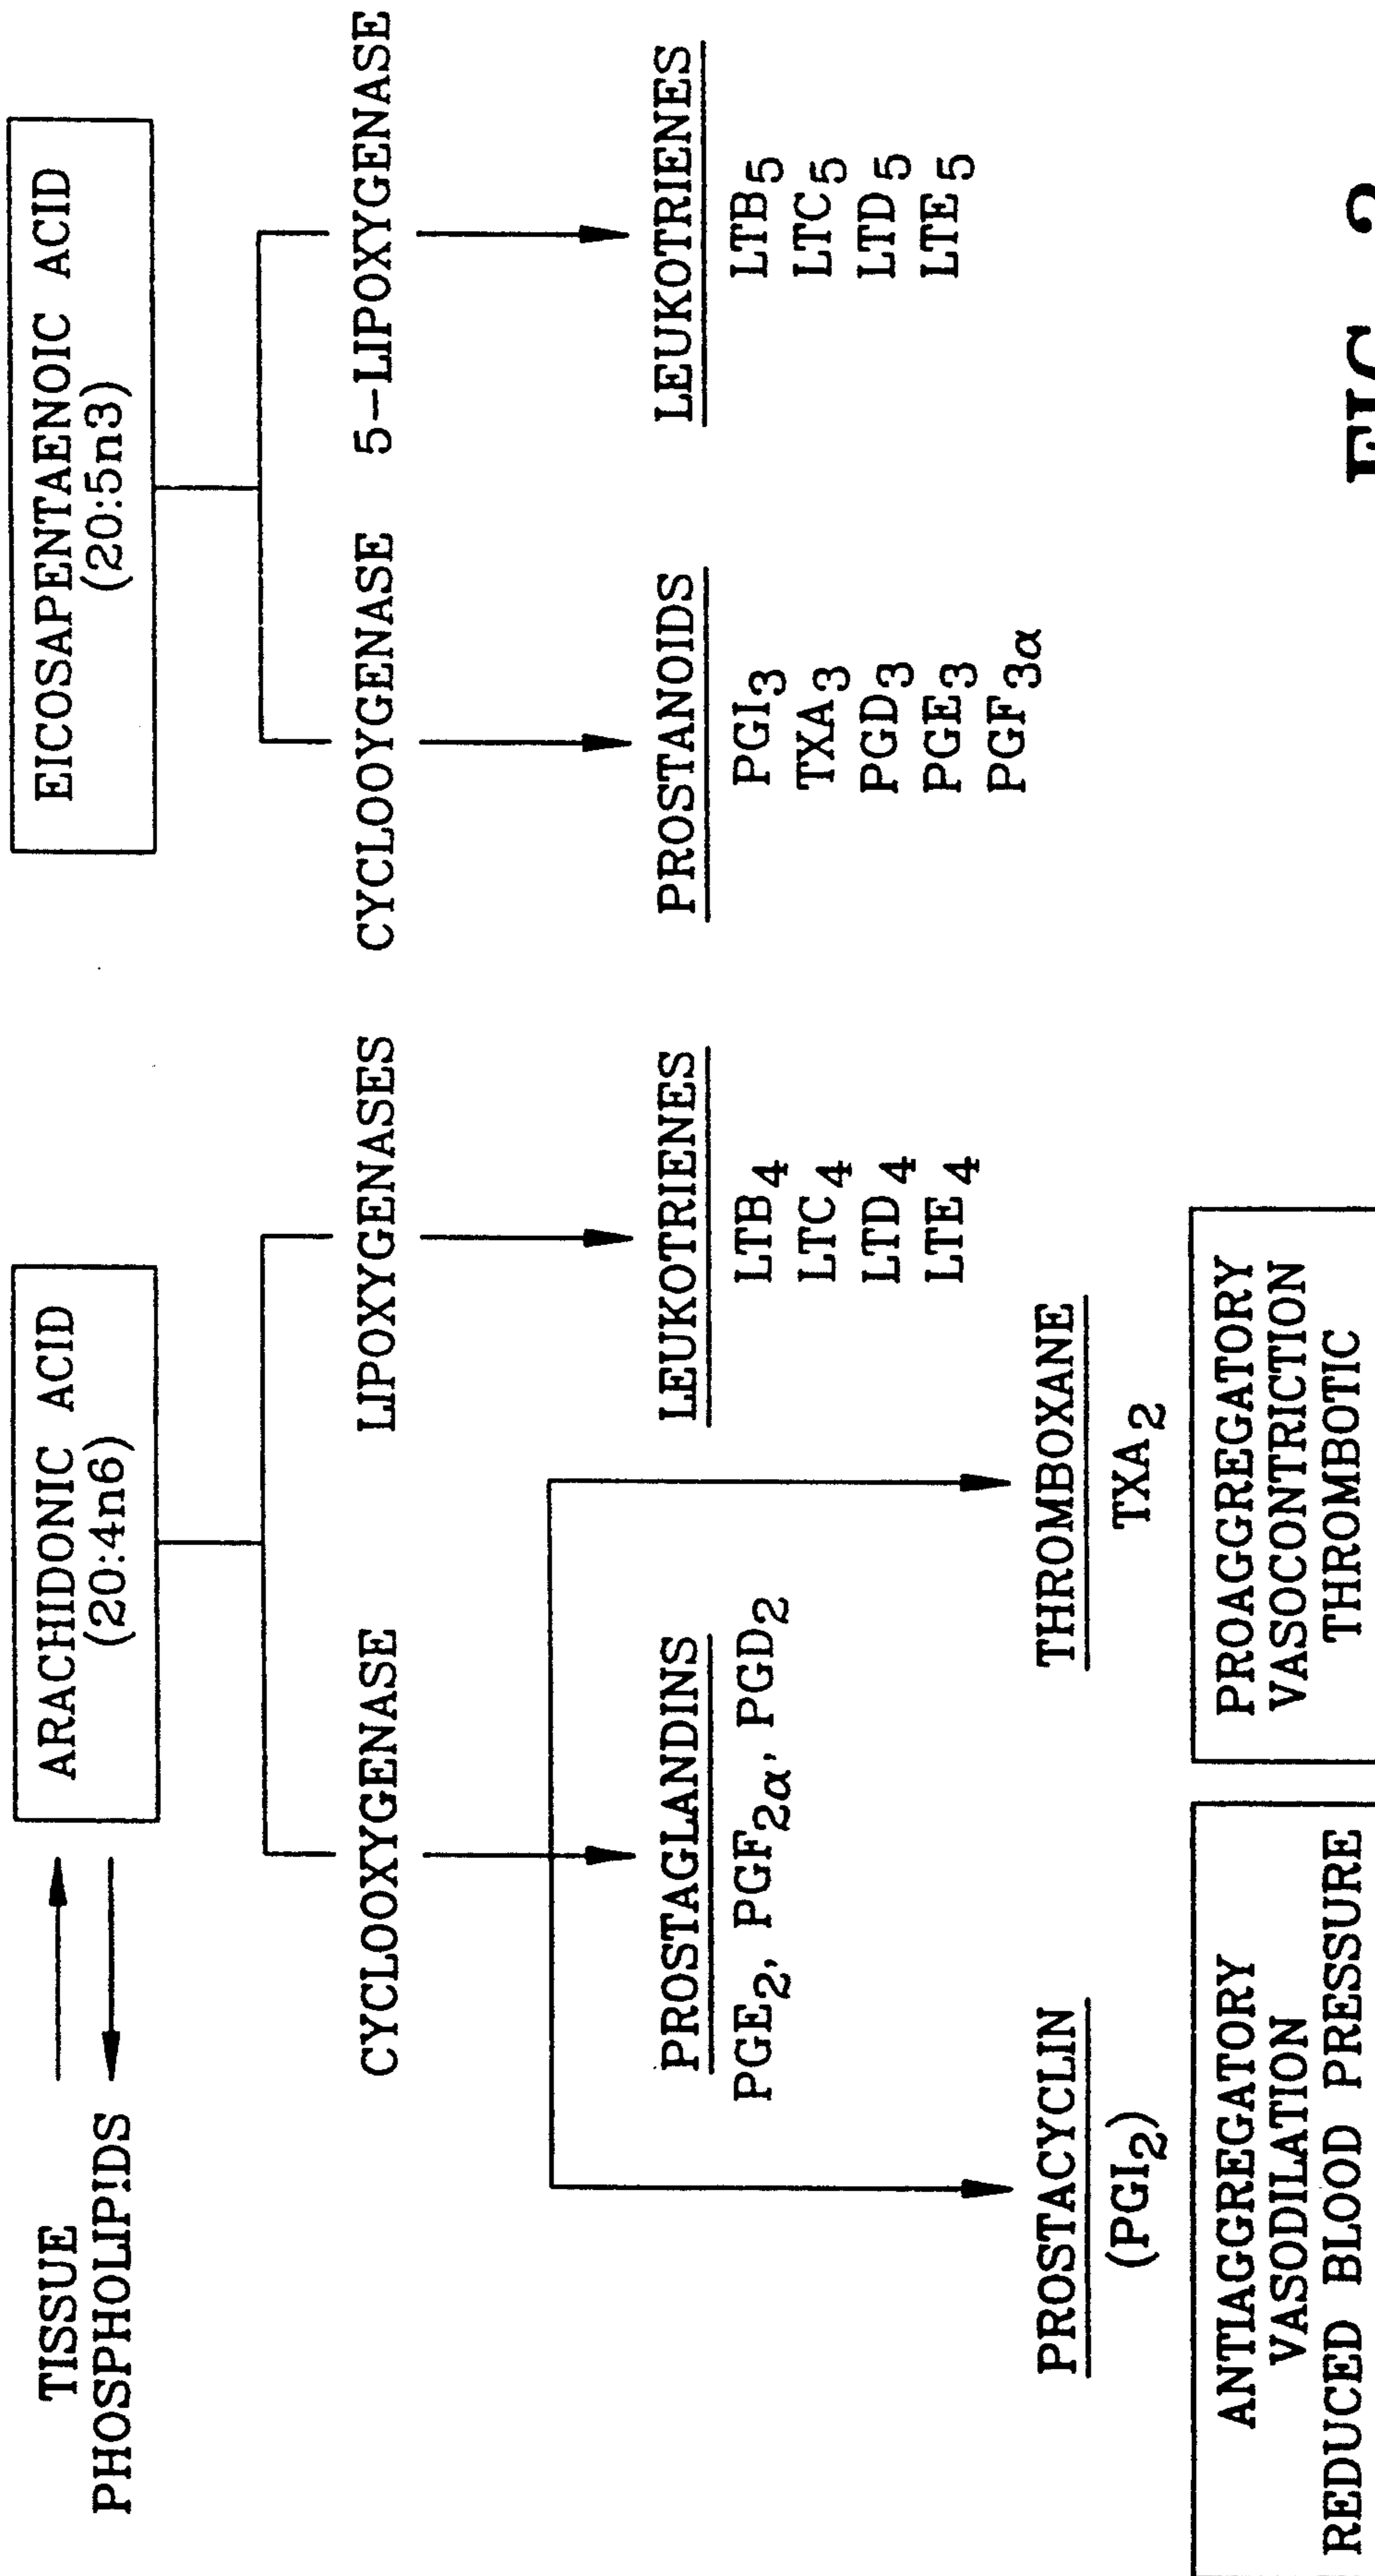 TISSUE
PHOSPHOLIPIDS
ARACHIDONIC ACID
(20:4n6)
EICOSAPENTAENOIC ACID
(20:5n3)
CYCLOOXYGENASE
LIPOXYGENASES
CYCLOOYGENASE
5-LIPOXYGENASE
PROSTAGLANDINS
PGE₂, PGF₂α, PGD₂
LEUKOTRIENES
LTB₄
LTC₄
LTD₄
LTE₄
PROSTANOIDS
PGI₃
TXA₃
PGD₃
PGE₃
PGF₃α
LEUKOTRIENES
LTB₅
LTC₅
LTD₅
LTE₅
PROSTACYCLIN
(PGI₂)
THROMBOXANE
TXA₂
ANTIAGGREGATORY
VASODILATION
REDUCED BLOOD PRESSURE
PROAGGREGATORY
VASOCONTRICTION
THROMBOTIC
FIG.